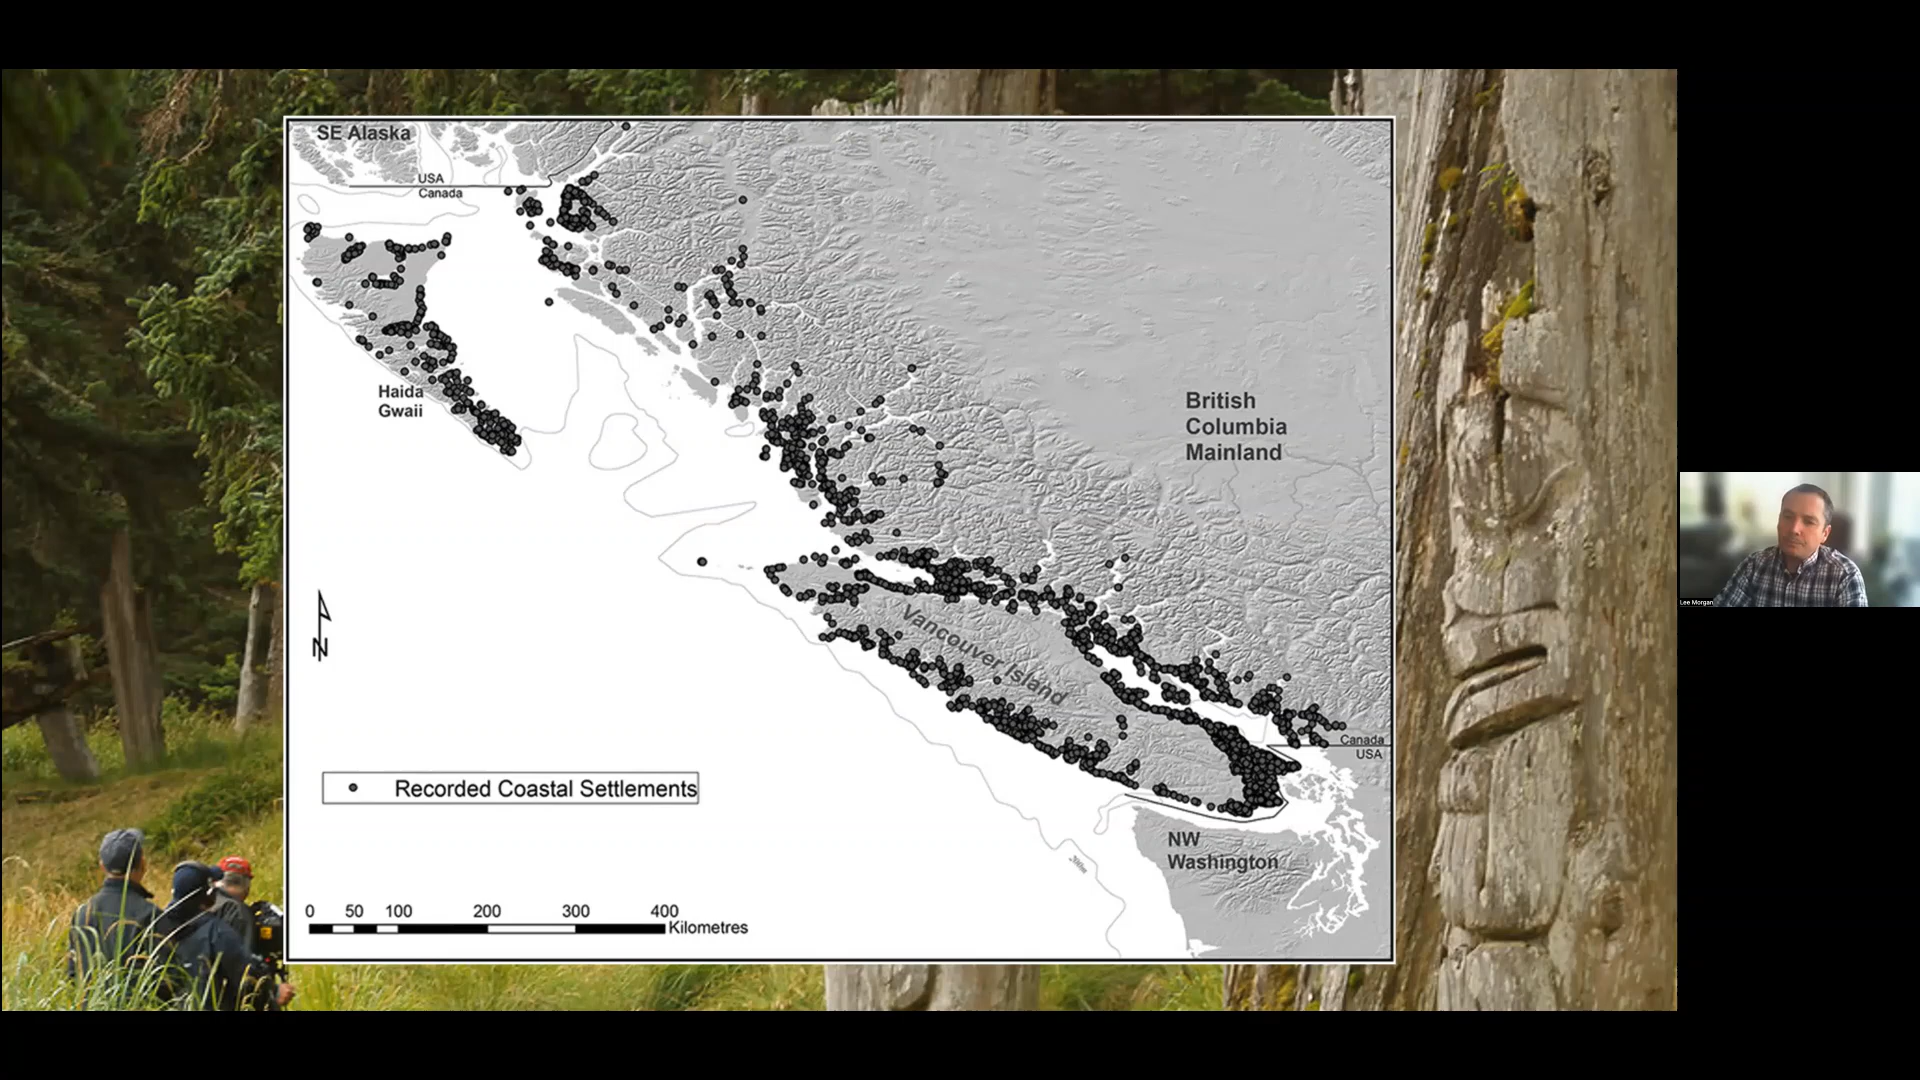 SE Alaska
USA
Canada
Haida
Gwaii
British
Columbia
Mainland
Vancouver Island
N
Recorded Coastal Settlements
Canada
USA
NW
Washington
200m
0 50 100 200 300 400
Kilometres
Lee Morgan